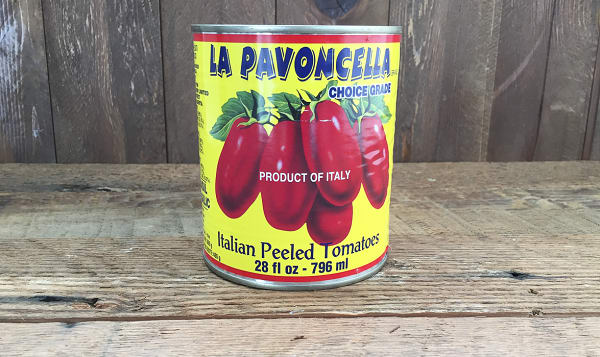 LA PAVONCELLA
CHOICE GRADE
PRODUCT OF ITALY
Italian Peeled Tomatoes
28 fl oz - 796 ml